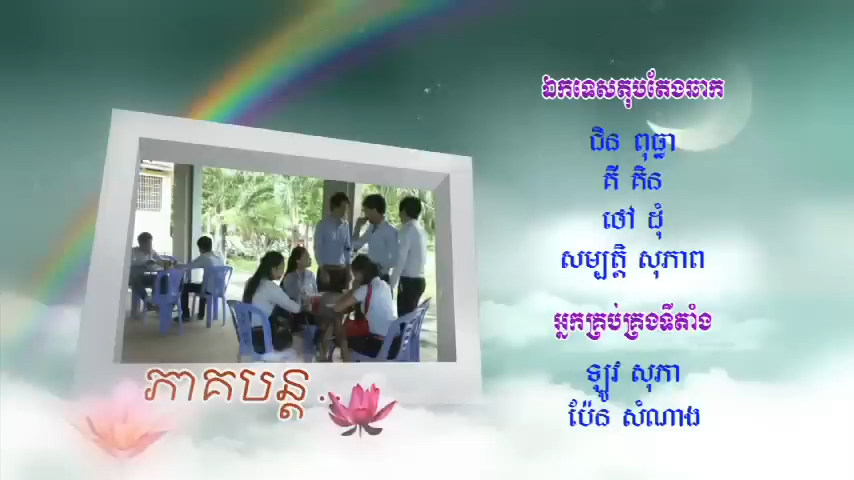 ឯកទេសតុបតែងឆាក
ជិន ពុទ្ធា
គី គិន
ថៅ ដុំ
សម្បត្តិ សុភាព
អ្នកគ្រប់គ្រងទីតាំង
ឡូវ សុភា
ប៉ែន សំណាង
ភាគបន្ត..